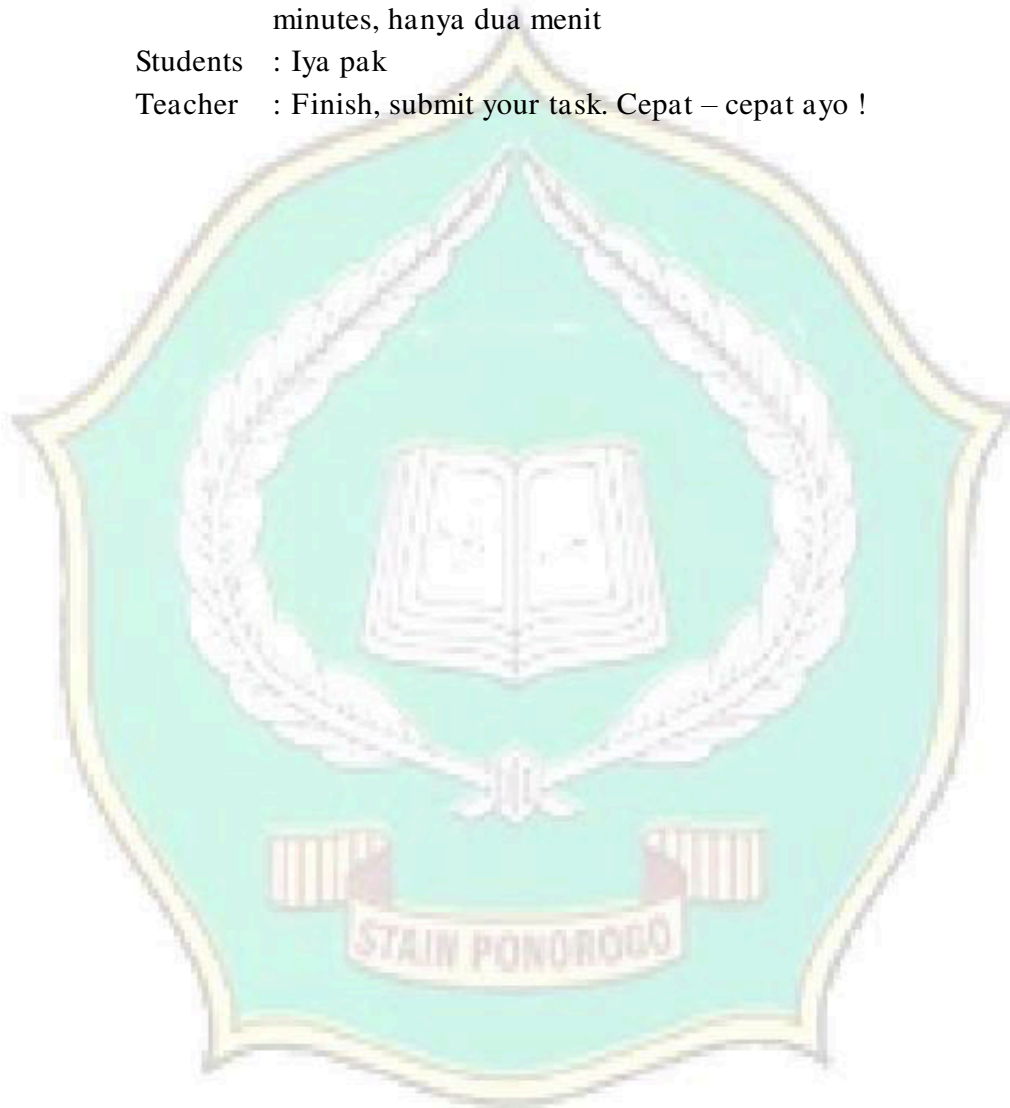 minutes, hanya dua menit
Students : Iya pak
Teacher : Finish, submit your task. Cepat – cepat ayo !
STAIN PONOROGO